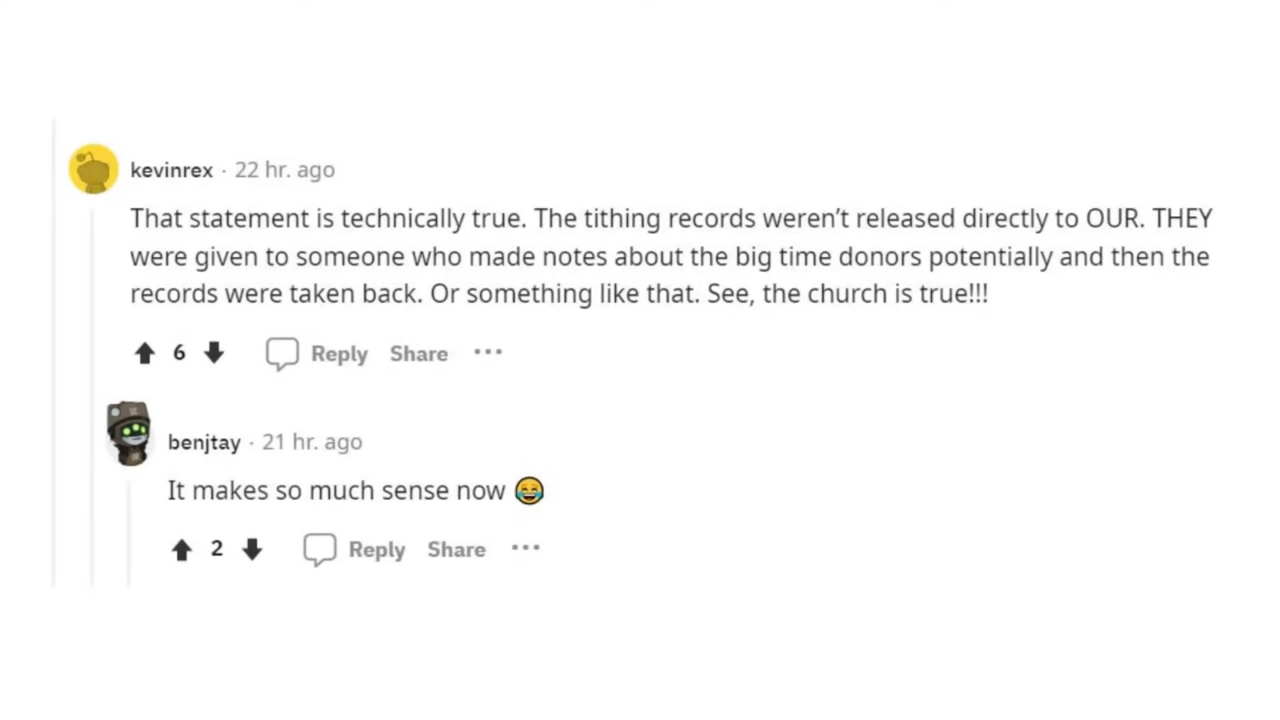 kevinrex · 22 hr. ago
That statement is technically true. The tithing records weren't released directly to OUR. THEY
were given to someone who made notes about the big time donors potentially and then the
records were taken back. Or something like that. See, the church is true!!!
6 Reply Share ···
benjtay · 21 hr. ago
It makes so much sense now 😂
2 Reply Share ···